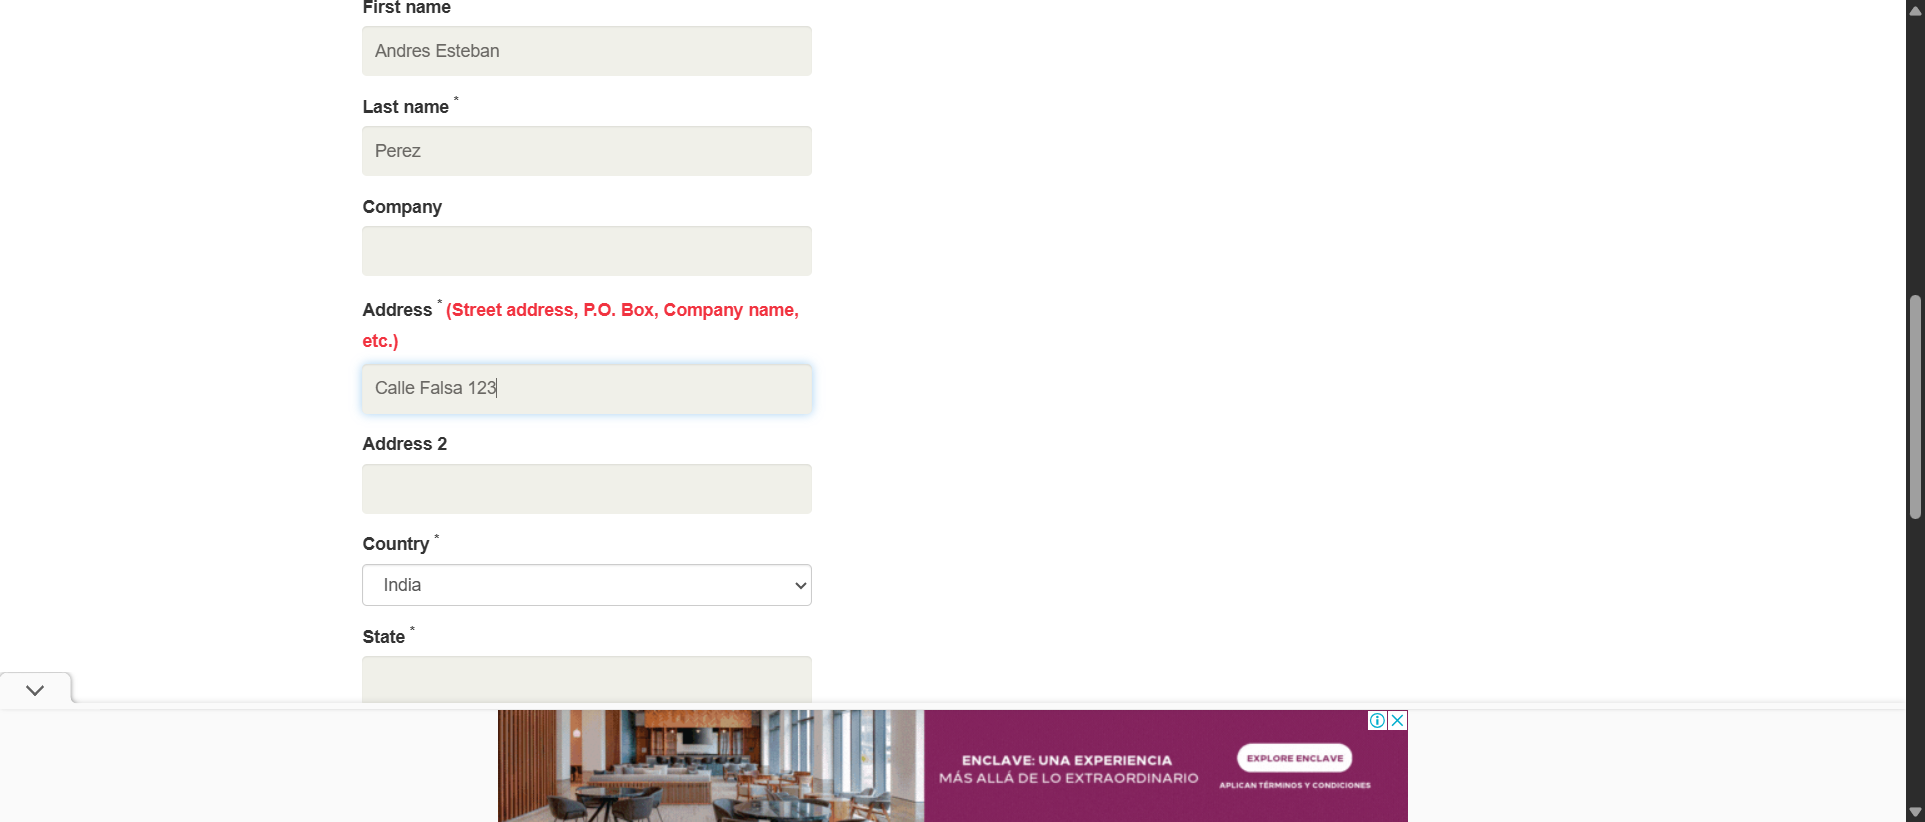 First name
Andres Esteban
Last name *
Perez
Company
Address * (Street address, P.O. Box, Company name,
etc.)
Calle Falsa 123
Address 2
Country *
India
State *
ENCLAVE: UNA EXPERIENCIA
MÁS ALLÁ DE LO EXTRAORDINARIO
EXPLORE ENCLAVE
APLICAN TÉRMINOS Y CONDICIONES